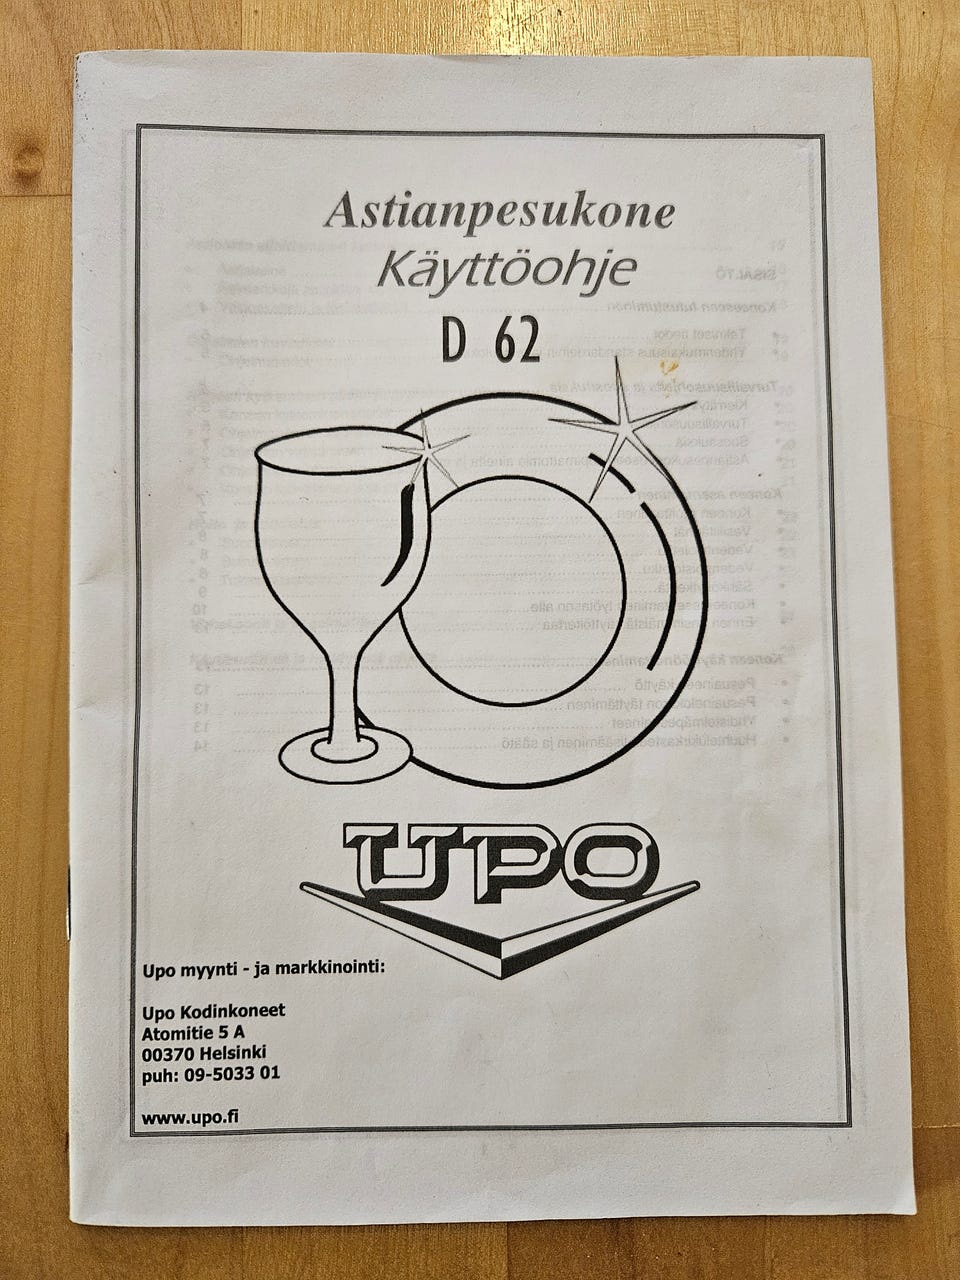 Astianpesukone
Käyttöohje
D 62
UPO
Upo myynti - ja markkinointi:
Upo Kodinkoneet
Atomitie 5 A
00370 Helsinki
puh: 09-5033 01
www.upo.fi